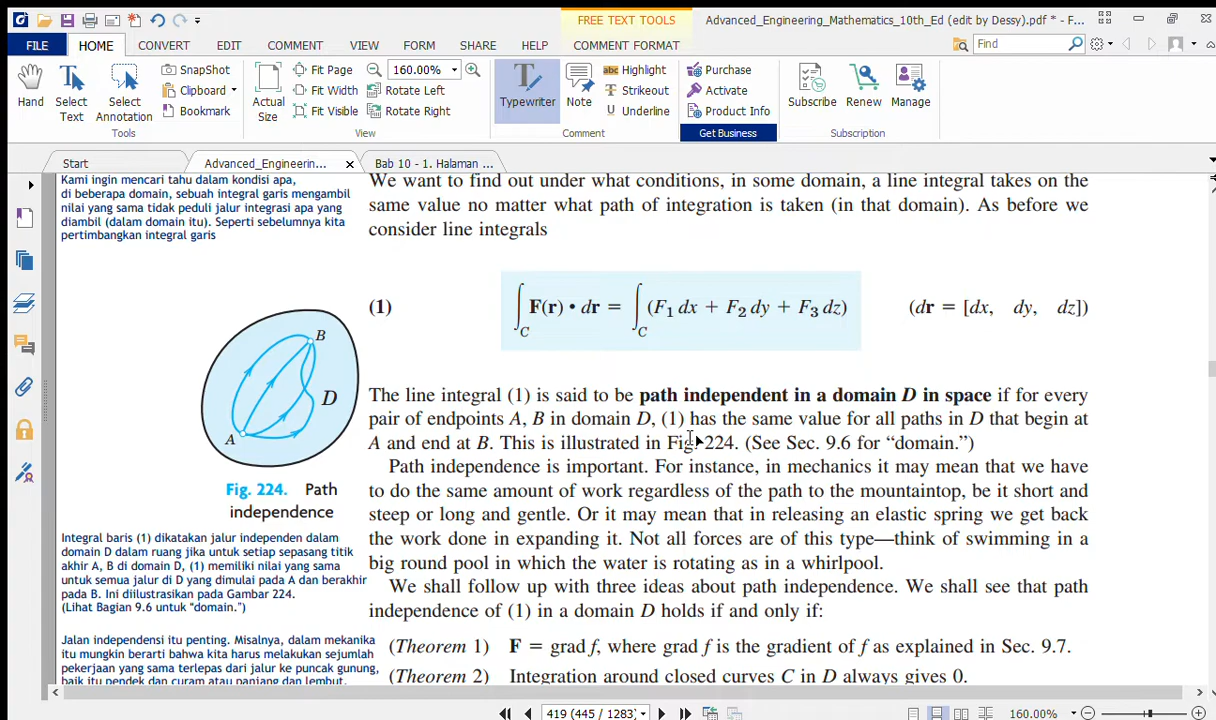 FREE TEXT TOOLS
Advanced_Engineering_Mathematics_10th_Ed (edit by Dessy).pdf * - F...
FILE HOME CONVERT EDIT COMMENT VIEW FORM SHARE HELP COMMENT FORMAT Find
Hand
Select Text
Select Annotation
SnapShot
Clipboard
Bookmark
Tools
Actual Size
Fit Page
Fit Width
Fit Visible
160.00%
Rotate Left
Rotate Right
View
Typewriter
Note
abc Highlight
Strikeout
Underline
Comment
Purchase
Activate
Product Info
Get Business
Subscribe
Renew
Manage
Subscription
Start
Advanced_Engineerin...
Bab 10 - 1. Halaman ...
Kami ingin mencari tahu dalam kondisi apa,
di beberapa domain, sebuah integral garis mengambil
nilai yang sama tidak peduli jalur integrasi apa yang
diambil (dalam domain itu). Seperti sebelumnya kita
pertimbangkan integral garis
We want to find out under what conditions, in some domain, a line integral takes on the
same value no matter what path of integration is taken (in that domain). As before we
consider line integrals
(1) ∫C F(r) • dr = ∫C (F1 dx + F2 dy + F3 dz) (dr = [dx, dy, dz])
B
D
A
Fig. 224. Path
independence
The line integral (1) is said to be path independent in a domain D in space if for every
pair of endpoints A, B in domain D, (1) has the same value for all paths in D that begin at
A and end at B. This is illustrated in Fig. 224. (See Sec. 9.6 for “domain.”)
Path independence is important. For instance, in mechanics it may mean that we have
to do the same amount of work regardless of the path to the mountaintop, be it short and
steep or long and gentle. Or it may mean that in releasing an elastic spring we get back
the work done in expanding it. Not all forces are of this type—think of swimming in a
big round pool in which the water is rotating as in a whirlpool.
We shall follow up with three ideas about path independence. We shall see that path
independence of (1) in a domain D holds if and only if:
(Theorem 1) F = grad f, where grad f is the gradient of f as explained in Sec. 9.7.
(Theorem 2) Integration around closed curves C in D always gives 0.
Integral baris (1) dikatakan jalur independen dalam
domain D dalam ruang jika untuk setiap sepasang titik
akhir A, B di domain D, (1) memiliki nilai yang sama
untuk semua jalur di D yang dimulai pada A dan berakhir
pada B. Ini diilustrasikan pada Gambar 224.
(Lihat Bagian 9.6 untuk "domain.")
Jalan independensi itu penting. Misalnya, dalam mekanika
itu mungkin berarti bahwa kita harus melakukan sejumlah
pekerjaan yang sama terlepas dari jalur ke puncak gunung,
baik itu pendek dan curam atau panjang dan lembut.
419 (445 / 1283)
160.00%